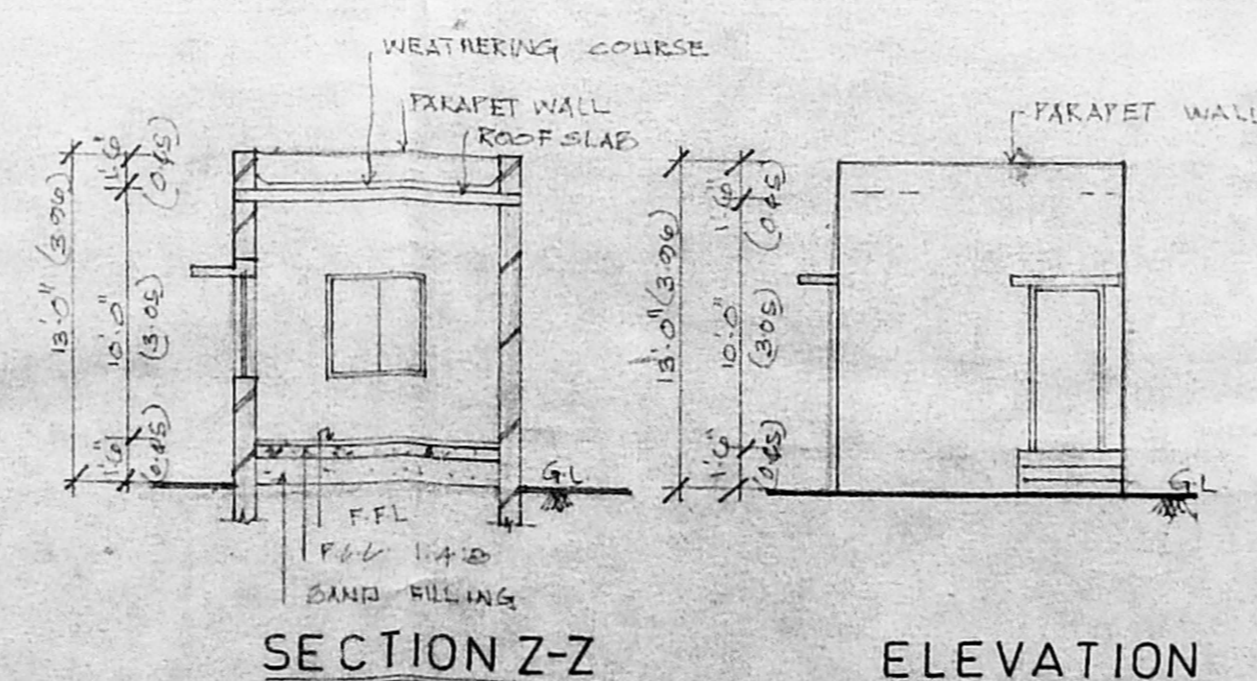 WEATHERING COURSE
PARAPET WALL
ROOF SLAB
13'0" (3.96)
1'6"
(0.45)
10'.0"
(3.05)
1'6"
(0.45)
G.L
F.F.L
SAND FILLING
SECTION Z-Z
PARAPET WALL
13'.0" (3.96)
1'6"
(0.45)
10'.0"
(3.05)
1'.6"
(0.45)
G.L
ELEVATION